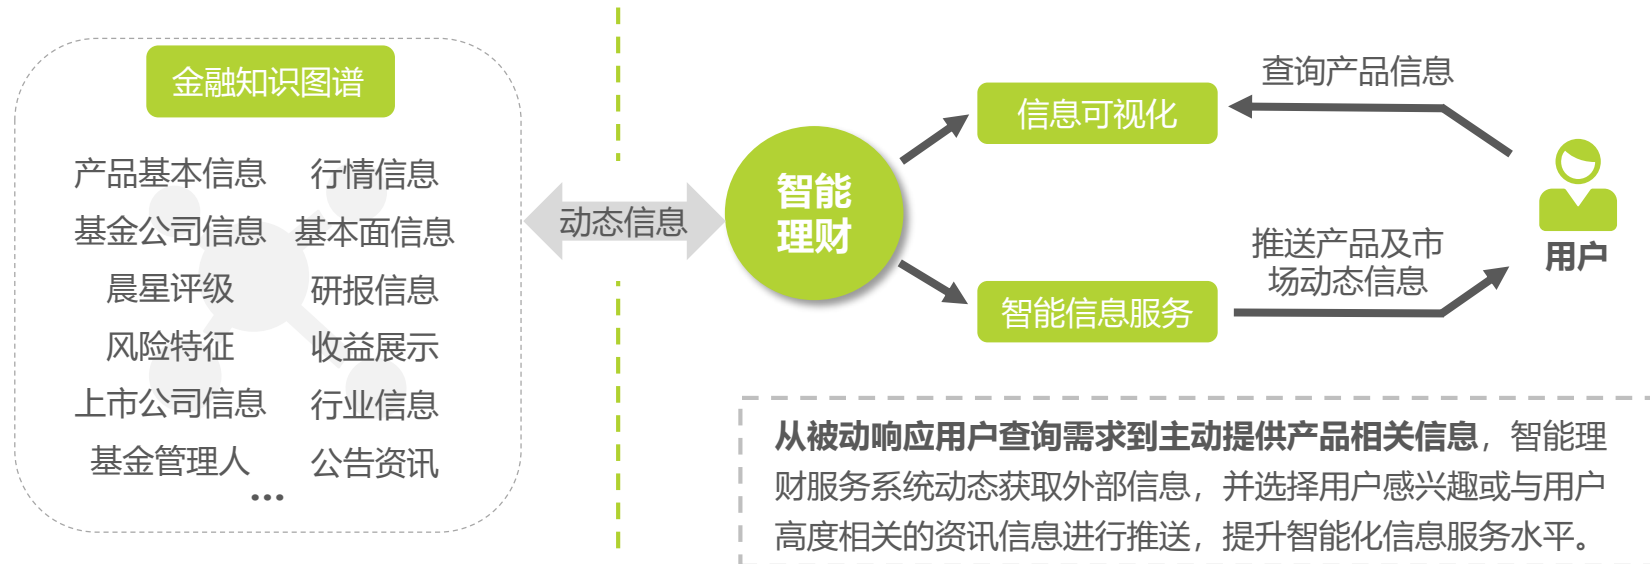 金融知识图谱
产品基本信息 行情信息
基金公司信息 基本面信息
晨星评级 研报信息
风险特征 收益展示
上市公司信息 行业信息
基金管理人 公告资讯
...
动态信息
智能
理财
信息可视化
智能信息服务
查询产品信息
推送产品及市
场动态信息
用户
从被动响应用户查询需求到主动提供产品相关信息，智能理
财服务系统动态获取外部信息，并选择用户感兴趣或与用户
高度相关的资讯信息进行推送，提升智能化信息服务水平。